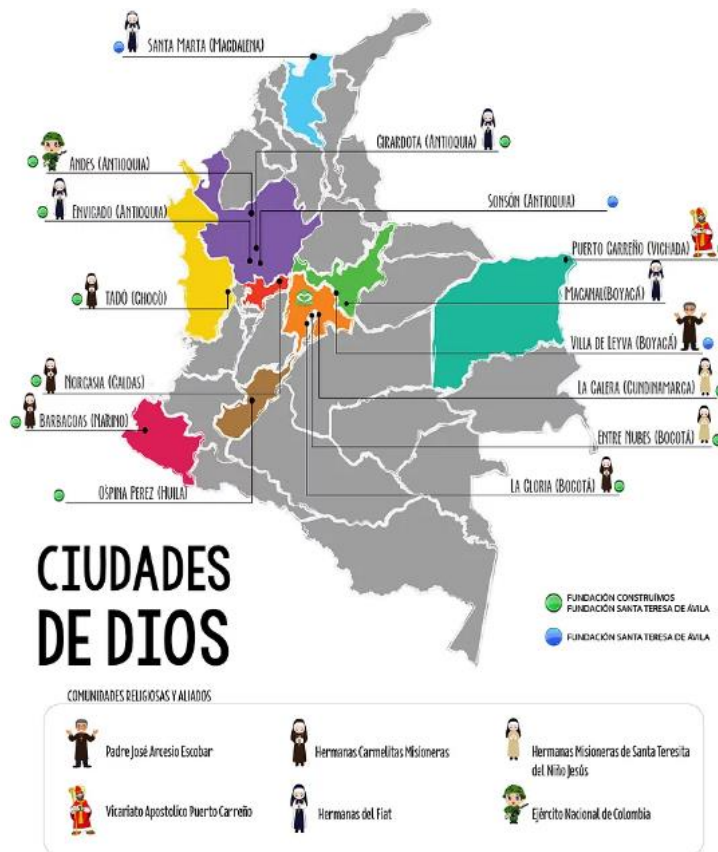 SANTA MARTA (MAGDALENA)
GIRARDOTA (ANTIOQUIA)
ANDES (ANTIOQUIA)
ENVIGADO (ANTIOQUIA)
SONSÓN (ANTIOQUIA)
PUERTO CARREÑO (VICHADA)
MACANAL(BOYACÁ)
TADÓ (CHOCÒ)
VILLA DE LEYVA (BOYACÁ)
NORCASIA (CALDAS)
LA CALERA (CUNDINAMARCA)
BARBACOAS (NARIÑO)
ENTRE NUBES (BOGOTÁ)
OSPINA PEREZ (HUILA)
LA GLORIA (BOGOTÁ)
CIUDADES
DE DIOS
FUNDACIÓN CONSTRUÍMOS
FUNDACIÓN SANTA TERESA DE ÁVILA
FUNDACIÓN SANTA TERESA DE ÁVILA
COMUNIDADES RELIGIOSAS Y ALIADOS
Padre José Arcesio Escobar
Hermanas Carmelitas Misioneras
Hermanas Misioneras de Santa Teresita
del Niño Jesús
Vicariato Apostolico Puerto Carreño
Hermanas del Fiat
Ejército Nacional de Colombia